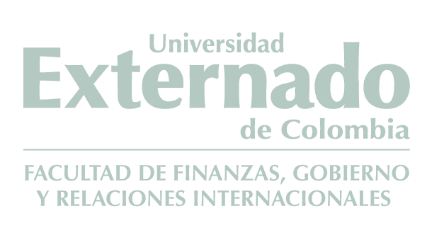 Universidad
Externado
de Colombia
FACULTAD DE FINANZAS, GOBIERNO
Y RELACIONES INTERNACIONALES